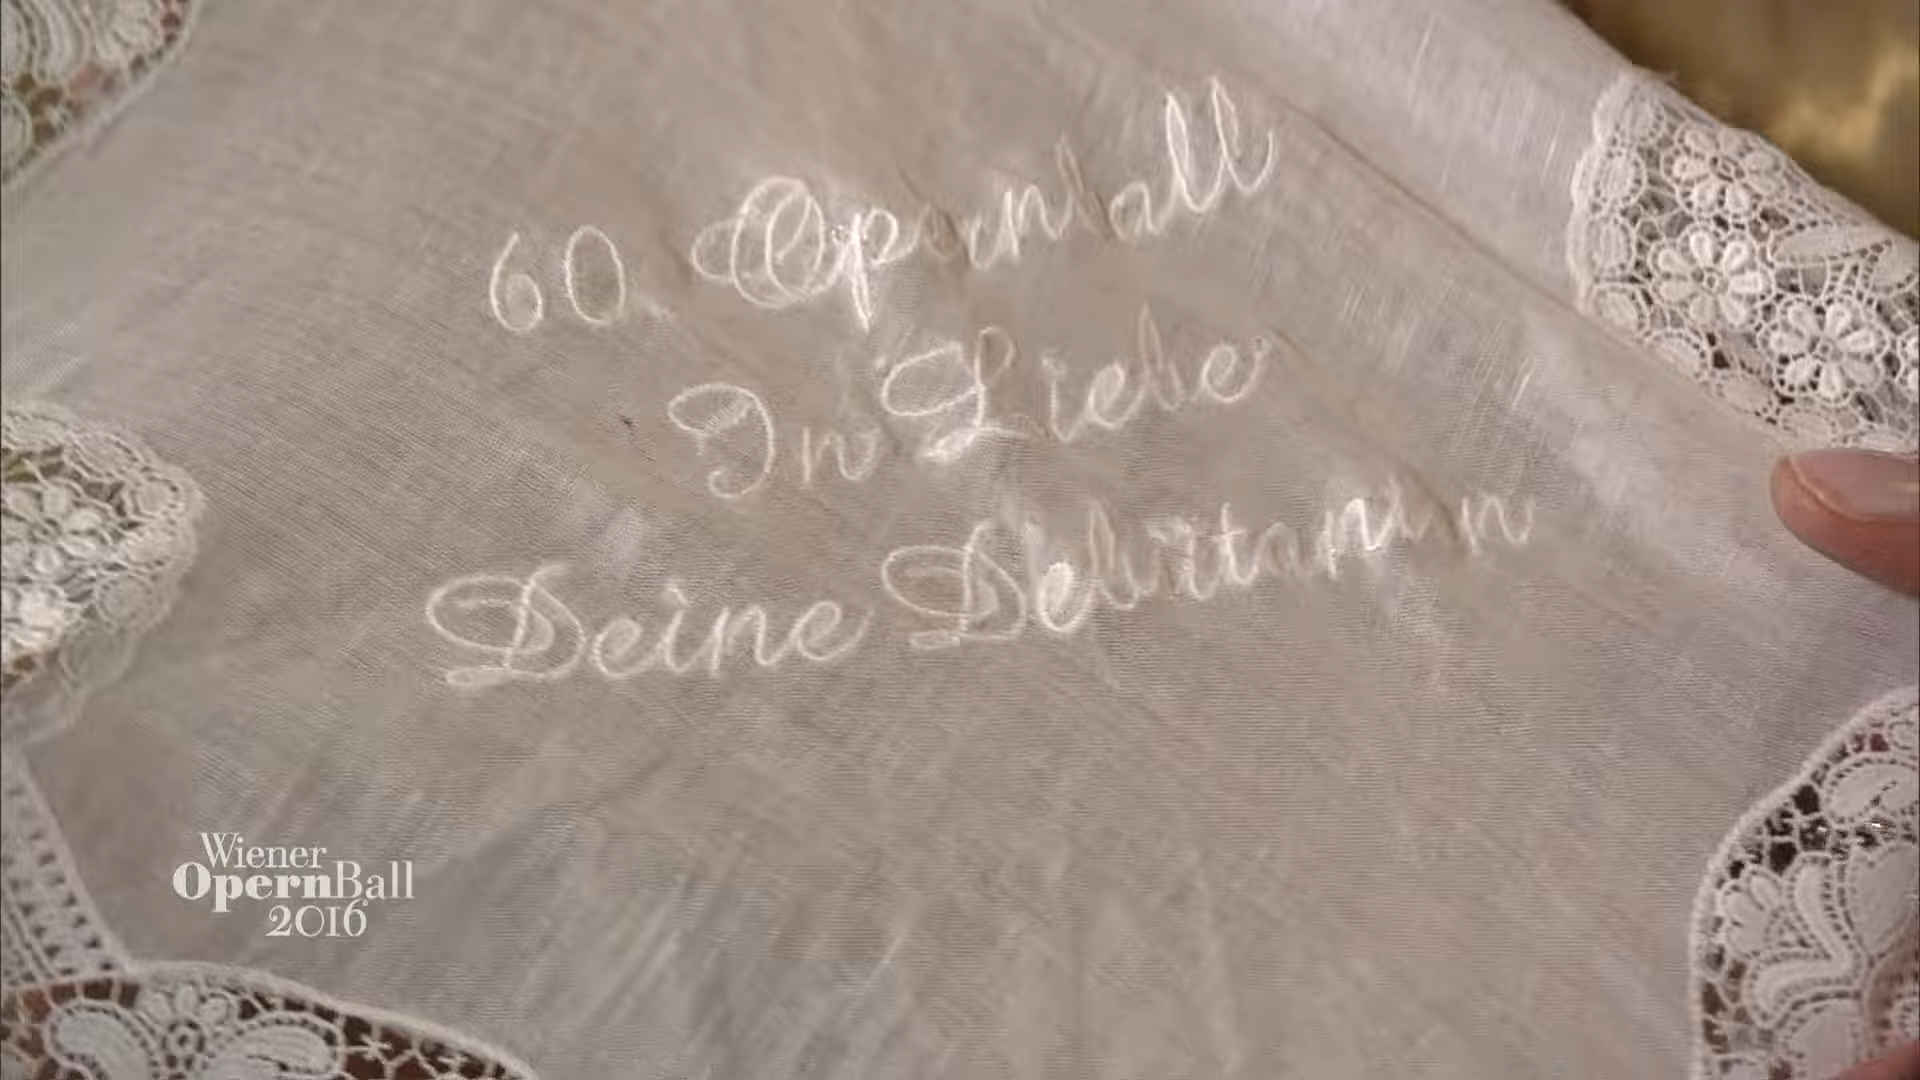 60. Opernball
In Liebe
Deine Debütantin
Wiener
OpernBall
2016